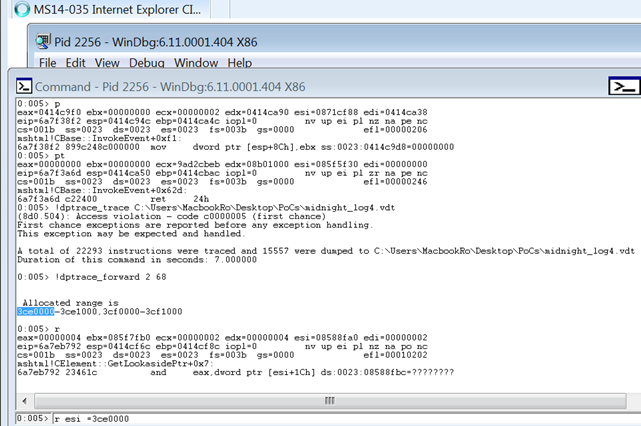 MS14-035 Internet Explorer CI...
Pid 2256 - WinDbg:6.11.0001.404 X86
File Edit View Debug Window Help
Command - Pid 2256 - WinDbg:6.11.0001.404 X86
0:005> p
eax=0414c9f0 ebx=00000000 ecx=00000002 edx=0414ca90 esi=0871cf88 edi=0414ca38
eip=6a7f38f2 esp=0414c94c ebp=0414ca4c iopl=0 nv up ei pl nz na pe nc
cs=001b ss=0023 ds=0023 es=0023 fs=003b gs=0000 efl=00000206
mshtml!CBase::InvokeEvent+0xf1:
6a7f38f2 899c248c000000 mov dword ptr [esp+8Ch],ebx ss:0023:0414c9d8=00000000
0:005> pt
eax=00000000 ebx=00000000 ecx=9ad2cbeb edx=08b01000 esi=085f5f30 edi=00000000
eip=6a7f3a6d esp=0414ca50 ebp=0414cbac iopl=0 nv up ei pl zr na pe nc
cs=001b ss=0023 ds=0023 es=0023 fs=003b gs=0000 efl=00000246
mshtml!CBase::InvokeEvent+0x62d:
6a7f3a6d c22400 ret 24h
0:005> !dptrace_trace C:\Users\MacbookRo\Desktop\PoCs\midnight_log4.vdt
(8d0.504): Access violation - code c0000005 (first chance)
First chance exceptions are reported before any exception handling.
This exception may be expected and handled.
A total of 22293 instructions were traced and 15557 were dumped to C:\Users\MacbookRo\Desktop\PoCs\midnight_log4.vdt
Duration of this command in seconds: 7.000000
0:005> !dptrace_forward 2 68
Allocated range is
3ce0000-3ce1000,3cf0000-3cf1000
0:005> r
eax=00000004 ebx=085f7fb0 ecx=00000002 edx=00000004 esi=08588fa0 edi=00000002
eip=6a7eb792 esp=0414cf6c ebp=0414cf8c iopl=0 nv up ei pl nz na po nc
cs=001b ss=0023 ds=0023 es=0023 fs=003b gs=0000 efl=00010202
mshtml!CElement::GetLookasidePtr+0x7:
6a7eb792 23461c and eax,dword ptr [esi+1Ch] ds:0023:08588fbc=????????
0:005> r esi =3ce0000